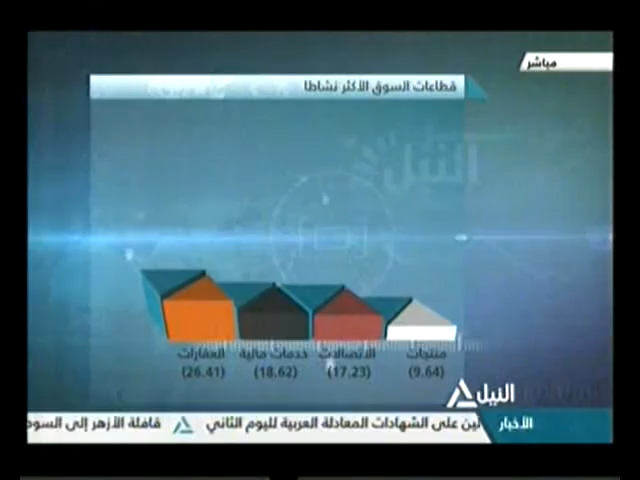 مباشر
قطاعات السوق الأكثر نشاطا
النيل
منتجات الاتصالات خدمات مالية العقارات
(9.64) (17.23) (18.62) (26.41)
النيل
الأخبار
على الشهادات المعادلة العربية لليوم الثاني قافلة الأزهر إلى